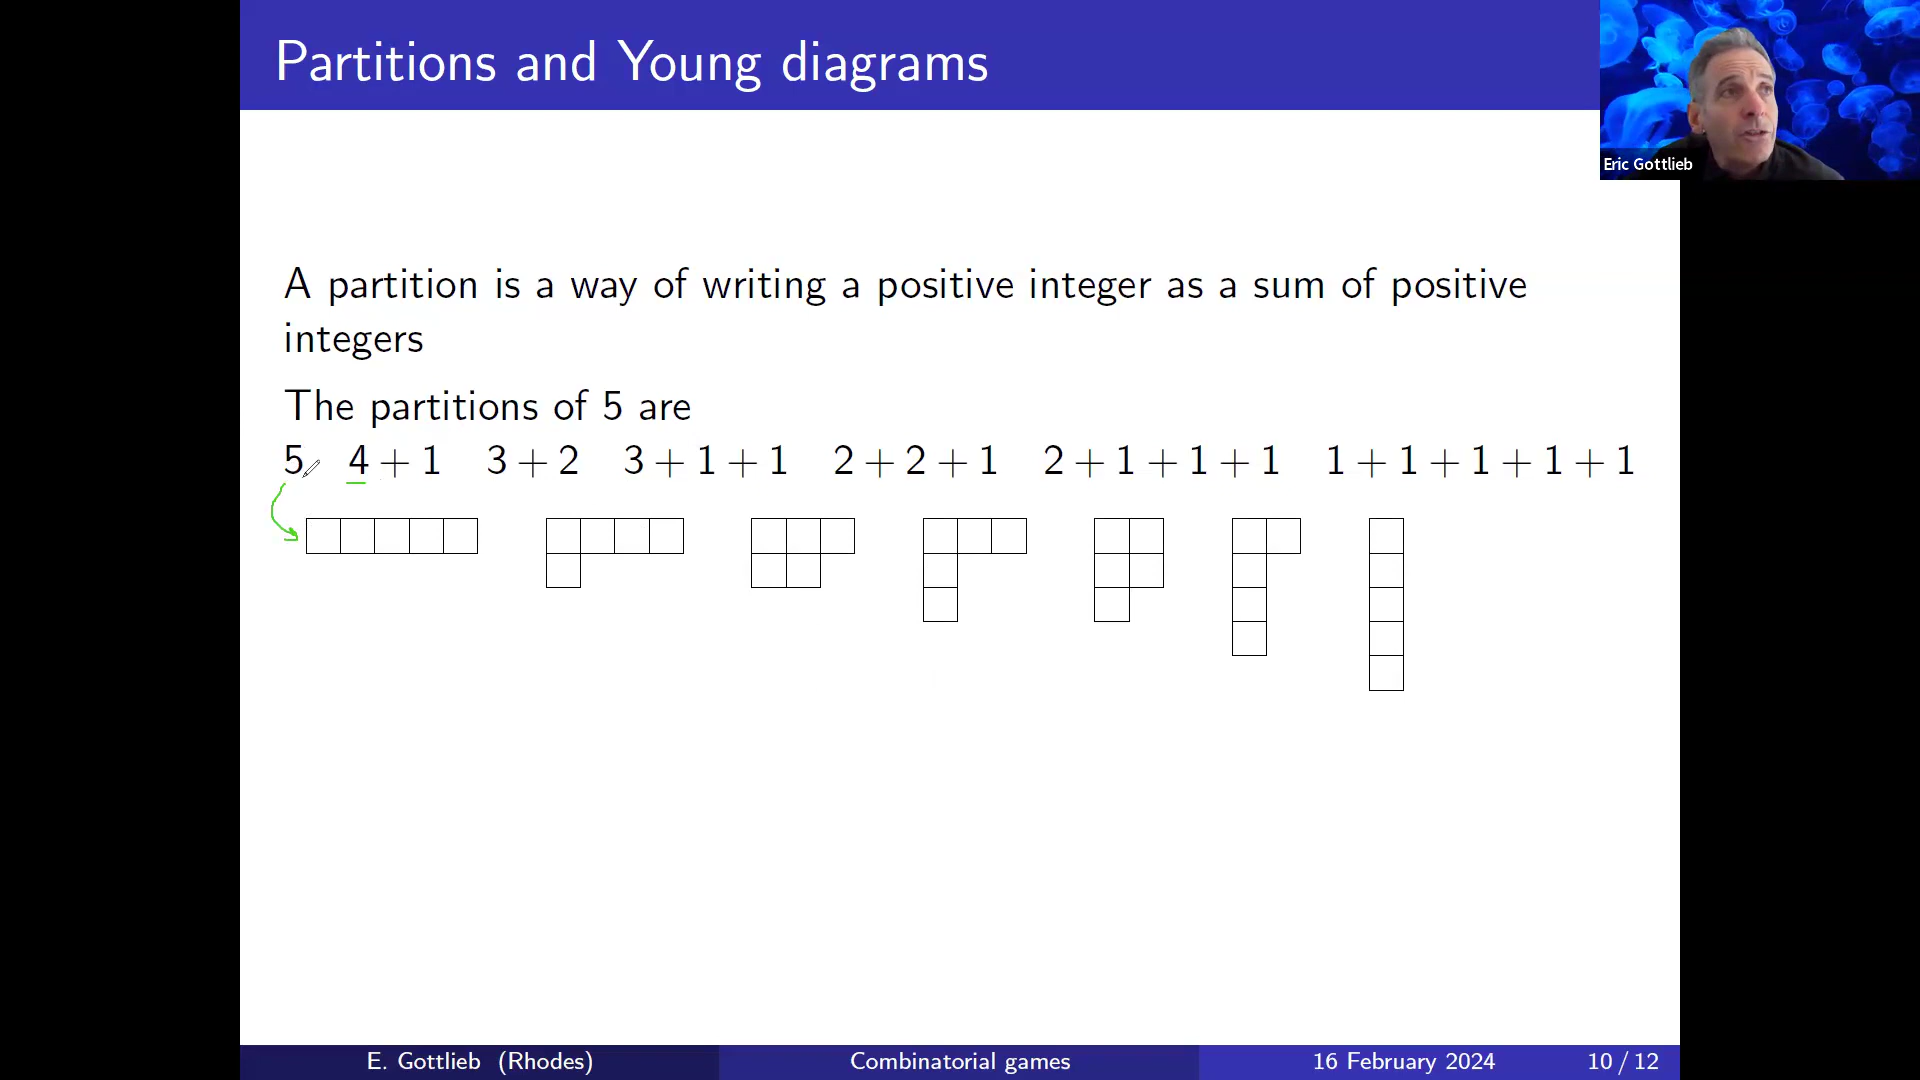 Partitions and Young diagrams
Eric Gottlieb
A partition is a way of writing a positive integer as a sum of positive
integers
The partitions of 5 are
5 4 + 1 3 + 2 3 + 1 + 1 2 + 2 + 1 2 + 1 + 1 + 1 1 + 1 + 1 + 1 + 1
E. Gottlieb (Rhodes) Combinatorial games 16 February 2024 10 / 12